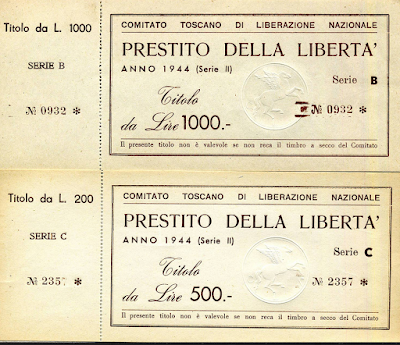 Titolo da L. 1000
SERIE B
№ 0932 *
COMITATO TOSCANO DI LIBERAZIONE NAZIONALE
PRESTITO DELLA LIBERTA'
ANNO 1944 (Serie II)
Serie B
Titolo
№ 0932 *
da Lire 1000.-
Il presente titolo non è valevole se non reca il timbro a secco del Comitato
Titolo da L. 200
SERIE C
№ 2357 *
COMITATO TOSCANO DI LIBERAZIONE NAZIONALE
PRESTITO DELLA LIBERTA'
ANNO 1944 (Serie II)
Serie C
Titolo
№ 2357 *
da Lire 500.-
Il presente titolo non è valevole se non reca il timbro a secco del Comitato